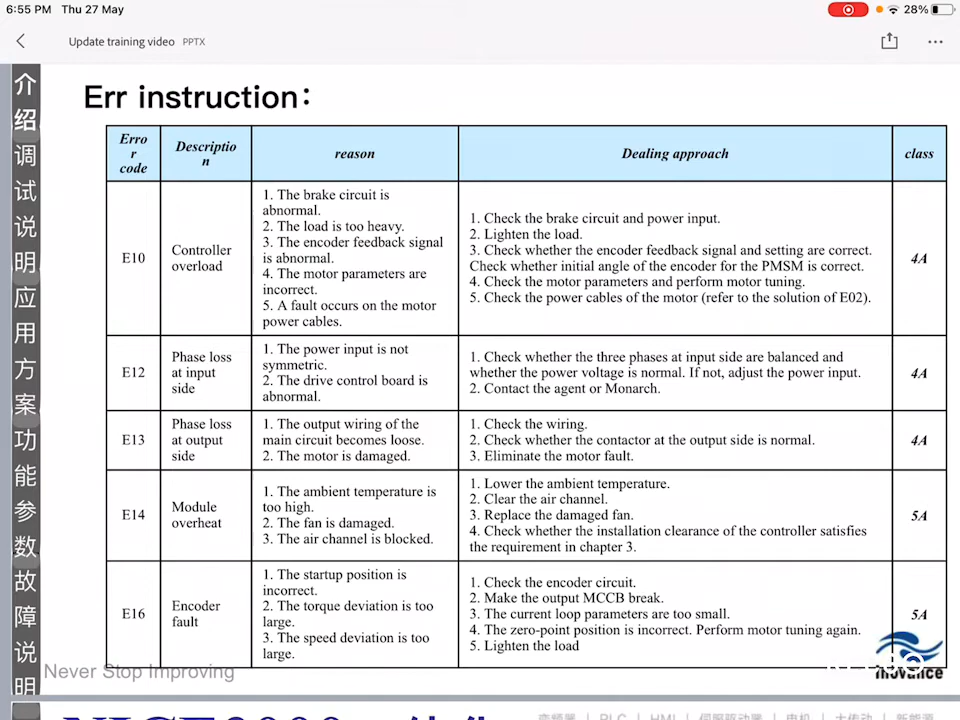 6:55 PM Thu 27 May
28%
Update training video PPTX
介
绍
调
试
说
明
应
用
方
案
功
能
参
数
故
障
说
明
Err instruction：
Erro
r
code
Descriptio
n
reason
Dealing approach
class
E10
Controller
overload
1. The brake circuit is
abnormal.
2. The load is too heavy.
3. The encoder feedback signal
is abnormal.
4. The motor parameters are
incorrect.
5. A fault occurs on the motor
power cables.
1. Check the brake circuit and power input.
2. Lighten the load.
3. Check whether the encoder feedback signal and setting are correct.
Check whether initial angle of the encoder for the PMSM is correct.
4. Check the motor parameters and perform motor tuning.
5. Check the power cables of the motor (refer to the solution of E02).
4A
E12
Phase loss
at input
side
1. The power input is not
symmetric.
2. The drive control board is
abnormal.
1. Check whether the three phases at input side are balanced and
whether the power voltage is normal. If not, adjust the power input.
2. Contact the agent or Monarch.
4A
E13
Phase loss
at output
side
1. The output wiring of the
main circuit becomes loose.
2. The motor is damaged.
1. Check the wiring.
2. Check whether the contactor at the output side is normal.
3. Eliminate the motor fault.
4A
E14
Module
overheat
1. The ambient temperature is
too high.
2. The fan is damaged.
3. The air channel is blocked.
1. Lower the ambient temperature.
2. Clear the air channel.
3. Replace the damaged fan.
4. Check whether the installation clearance of the controller satisfies
the requirement in chapter 3.
5A
E16
Encoder
fault
1. The startup position is
incorrect.
2. The torque deviation is too
large.
3. The speed deviation is too
large.
1. Check the encoder circuit.
2. Make the output MCCB break.
3. The current loop parameters are too small.
4. The zero-point position is incorrect. Perform motor tuning again.
5. Lighten the load
5A
Never Stop Improving
inovance